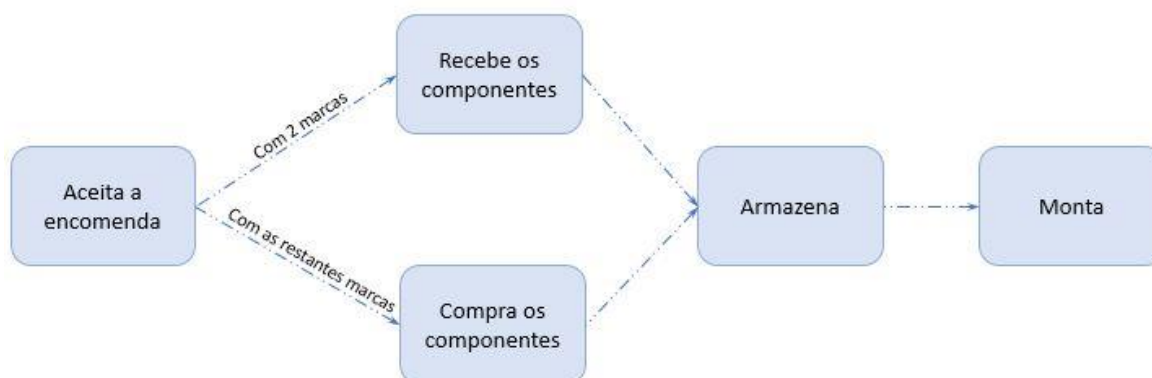 Aceita a
encomenda
Com 2 marcas
Recebe os
componentes
Com as restantes marcas
Compra os
componentes
Armazena
Monta